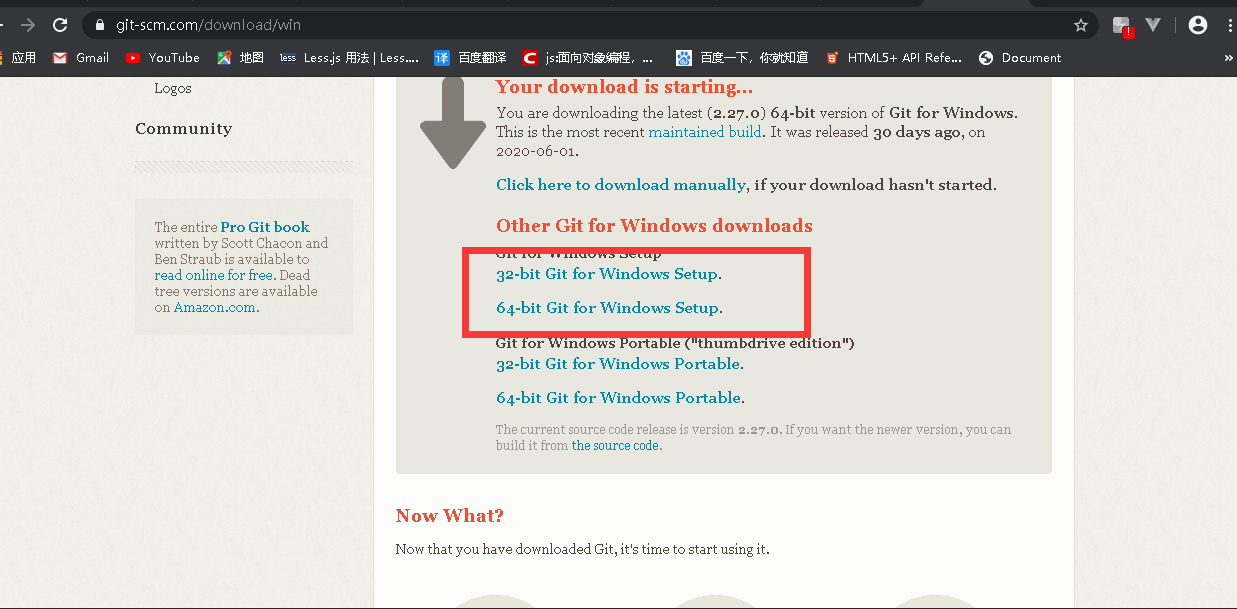 git-scm.com/download/win
应用 Gmail YouTube 地图 less Less.js 用法 | Less.... 译 百度翻译 C js:面向对象编程，... 百度一下，你就知道 HTML5+ API Refe... Document »
Logos
Community
The entire Pro Git book
written by Scott Chacon and
Ben Straub is available to
read online for free. Dead
tree versions are available
on Amazon.com.
Your download is starting...
You are downloading the latest (2.27.0) 64-bit version of Git for Windows.
This is the most recent maintained build. It was released 30 days ago, on
2020-06-01.
Click here to download manually, if your download hasn't started.
Other Git for Windows downloads
Git for Windows Setup
32-bit Git for Windows Setup.
64-bit Git for Windows Setup.
Git for Windows Portable ("thumbdrive edition")
32-bit Git for Windows Portable.
64-bit Git for Windows Portable.
The current source code release is version 2.27.0. If you want the newer version, you can
build it from the source code.
Now What?
Now that you have downloaded Git, it's time to start using it.